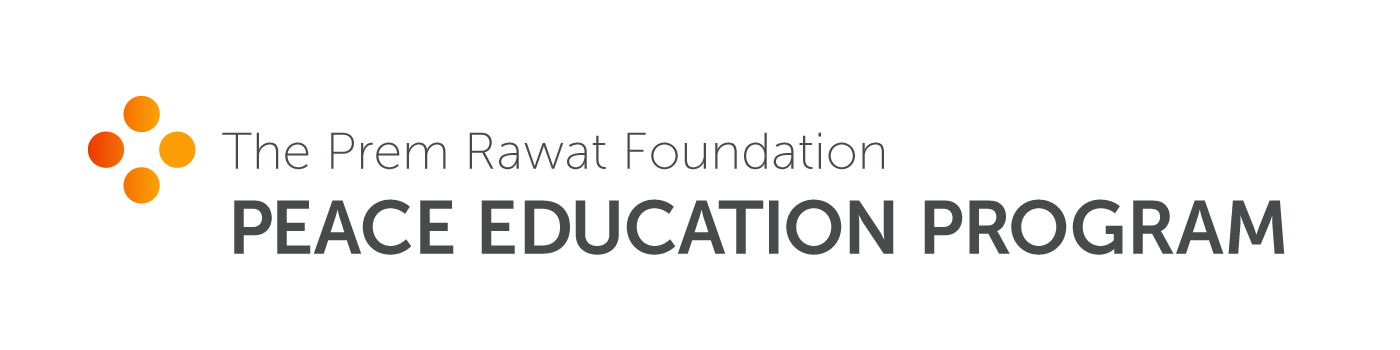 The Prem Rawat Foundation
PEACE EDUCATION PROGRAM